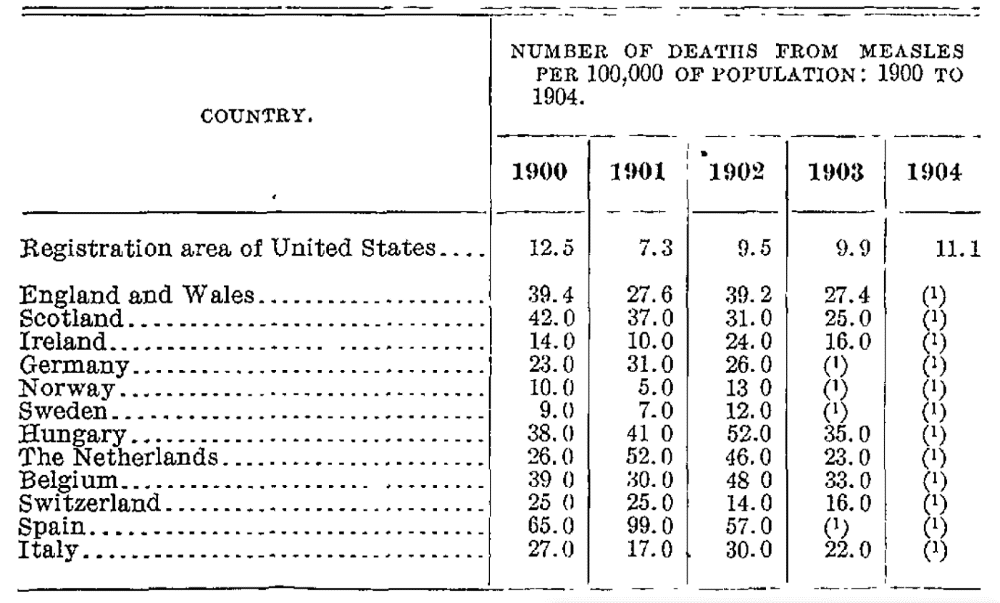 COUNTRY.
NUMBER OF DEATHS FROM MEASLES
PER 100,000 OF POPULATION: 1900 TO
1904.
1900 1901 1902 1903 1904
Registration area of United States.... 12.5 7.3 9.5 9.9 11.1
England and Wales.................... 39.4 27.6 39.2 27.4 (1)
Scotland............................... 42.0 37.0 31.0 25.0 (1)
Ireland................... ............. 14.0 10.0 24.0 16.0 (1)
Germany.............................. 23.0 31.0 26.0 (1) (1)
Norway................................ 10.0 5.0 13 0 (1) (1)
Sweden................................ 9.0 7.0 12.0 (1) (1)
Hungary.............................. 38.0 41 0 52.0 35.0 (1)
The Netherlands....................... 26.0 52.0 46.0 23.0 (1)
Belgium....................... ......... 39 0 30.0 48 0 33.0 (1)
Switzerland............................ 25 0 25.0 14.0 16.0 (1)
Spain................................... 65.0 99.0 57.0 (1) (1)
Italy.................................... 27.0 17.0 30.0 22.0 (1)